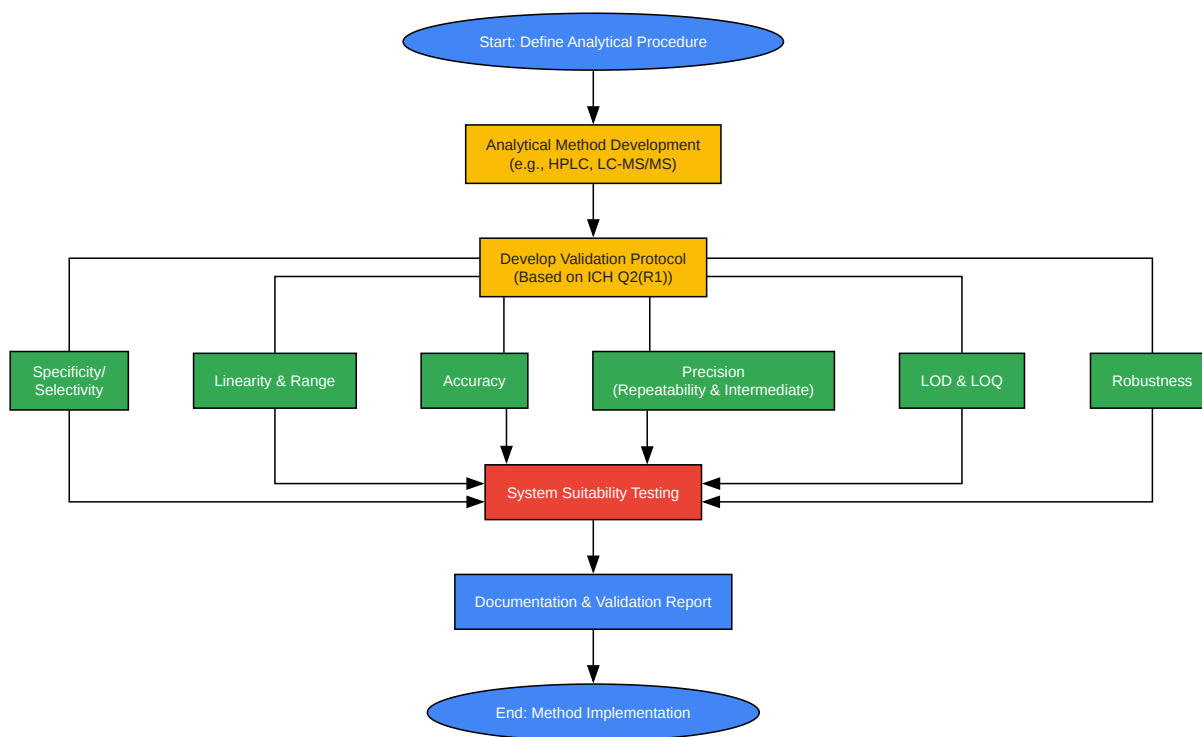 Start: Define Analytical Procedure
Analytical Method Development
(e.g., HPLC, LC-MS/MS)
Develop Validation Protocol
(Based on ICH Q2(R1))
Specificity/
Selectivity
Linearity & Range
Accuracy
Precision
(Repeatability & Intermediate)
LOD & LOQ
Robustness
System Suitability Testing
Documentation & Validation Report
End: Method Implementation